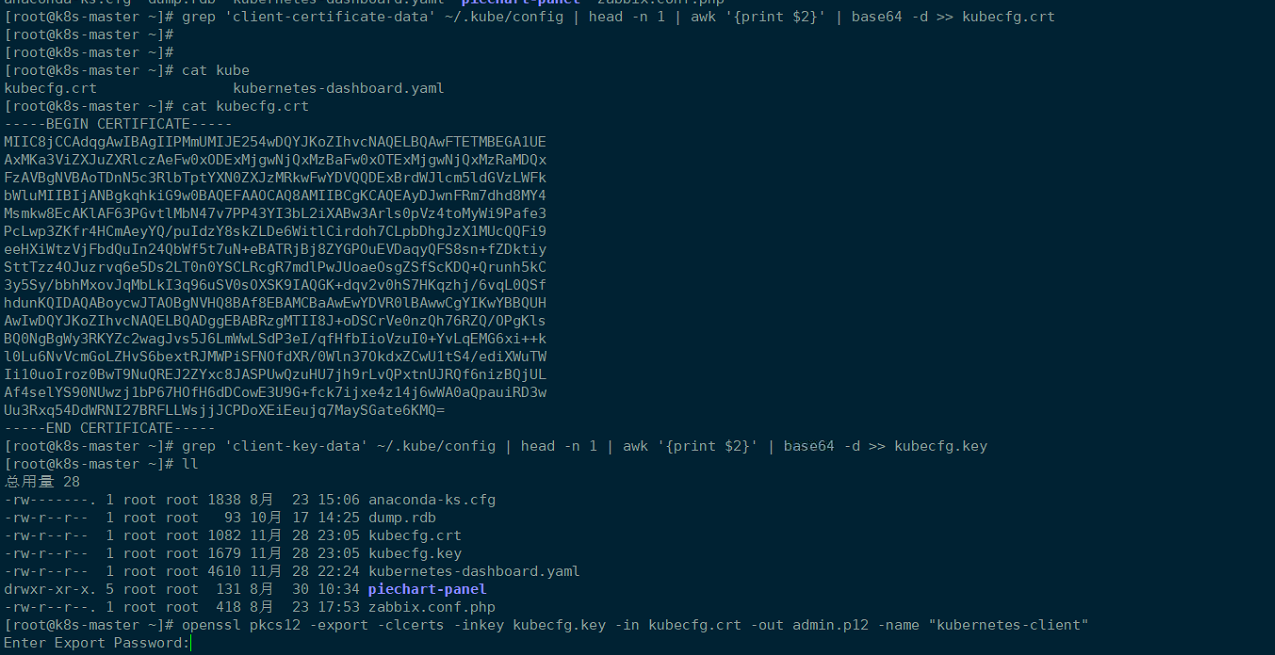 anaconda-ks.cfg dump.rdb kubernetes-dashboard.yaml piechart-panel zabbix.conf.php
[root@k8s-master ~]# grep 'client-certificate-data' ~/.kube/config | head -n 1 | awk '{print $2}' | base64 -d >> kubecfg.crt
[root@k8s-master ~]#
[root@k8s-master ~]#
[root@k8s-master ~]# cat kube
kubecfg.crt kubernetes-dashboard.yaml
[root@k8s-master ~]# cat kubecfg.crt
-----BEGIN CERTIFICATE-----
MIIC8jCCAdqgAwIBAgIIPMmUMIJE254wDQYJKoZIhvcNAQELBQAwFTETMBEGA1UE
AxMKa3ViZXJuZXRlczAeFw0xODExMjgwNjQxMzBaFw0xOTExMjgwNjQxMzRaMDQx
FzAVBgNVBAoTDnN5c3RlbTptYXN0ZXJzMRkwFwYDVQQDExBrdWJlcm5ldGVzLWFk
bWluMIIBIjANBgkqhkiG9w0BAQEFAAOCAQ8AMIIBCgKCAQEAyDJwnFRm7dhd8MY4
Msmkw8EcAKlAF63PGvtlMbN47v7PP43YI3bL2iXABw3Arls0pVz4toMyWi9Pafe3
PcLwp3ZKfr4HCmAeyYQ/puIdzY8skZLDe6WitlCirdoh7CLpbDhgJzX1MUcQQFi9
eeHXiWtzVjFbdQuIn24QbWf5t7uN+eBATRjBj8ZYGPOuEVDaqyQFS8sn+fZDktiy
SttTzz4OJuzrvq6e5Ds2LT0n0YSCLRcgR7mdlPwJUoaeOsgZSfScKDQ+Qrunh5kC
3y5Sy/bbhMxovJqMbLkI3q96uSV0sOXSK9IAQGK+dqv2v0hS7HKqzhj/6vqL0QSf
hdunKQIDAQABoycwJTAOBgNVHQ8BAf8EBAMCBaAwEwYDVR0lBAwwCgYIKwYBBQUH
AwIwDQYJKoZIhvcNAQELBQADggEBABRzgMTII8J+oDSCrVe0nzQh76RZQ/OPgKls
BQ0NgBgWy3RKYZc2wagJvs5J6LmWwLSdP3eI/qfHfbIioVzuI0+YvLqEMG6xi++k
l0Lu6NvVcmGoLZHvS6bextRJMWPiSFNOfdXR/0Wln37OkdxZCwU1tS4/ediXWuTW
Ii10uoIroz0BwT9NuQREJ2ZYxc8JASPUwQzuHU7jh9rLvQPxtnUJRQf6nizBQjUL
Af4selYS90NUwzj1bP67HOfH6dDCowE3U9G+fck7ijxe4z14j6wWA0aQpauiRD3w
Uu3Rxq54DdWRNI27BRFLLWsjjJCPDoXEiEeujq7MaySGate6KMQ=
-----END CERTIFICATE-----
[root@k8s-master ~]# grep 'client-key-data' ~/.kube/config | head -n 1 | awk '{print $2}' | base64 -d >> kubecfg.key
[root@k8s-master ~]# ll
总用量 28
-rw-------. 1 root root 1838 8月 23 15:06 anaconda-ks.cfg
-rw-r--r-- 1 root root 93 10月 17 14:25 dump.rdb
-rw-r--r-- 1 root root 1082 11月 28 23:05 kubecfg.crt
-rw-r--r-- 1 root root 1679 11月 28 23:05 kubecfg.key
-rw-r--r-- 1 root root 4610 11月 28 22:24 kubernetes-dashboard.yaml
drwxr-xr-x. 5 root root 131 8月 30 10:34 piechart-panel
-rw-r--r--. 1 root root 418 8月 23 17:53 zabbix.conf.php
[root@k8s-master ~]# openssl pkcs12 -export -clcerts -inkey kubecfg.key -in kubecfg.crt -out admin.p12 -name "kubernetes-client"
Enter Export Password: